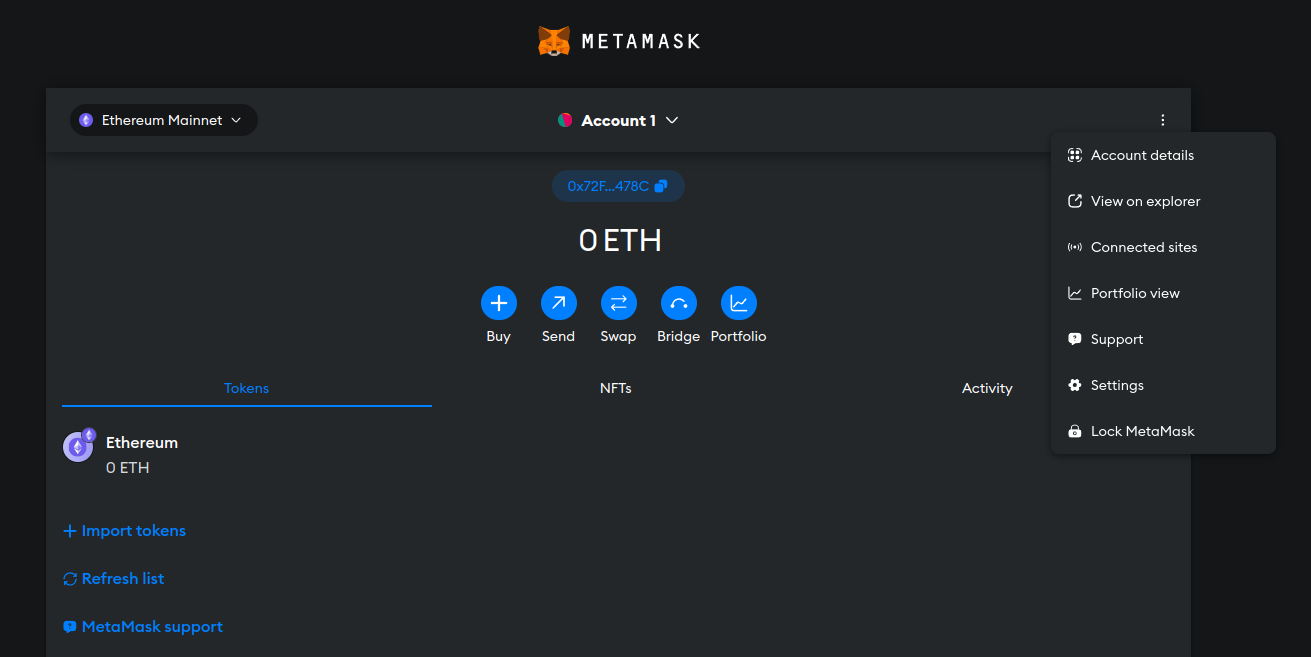 METAMASK
Ethereum Mainnet
Account 1
Account details
View on explorer
Connected sites
Portfolio view
Support
Settings
Lock MetaMask
0x72F...478C
0 ETH
Buy Send Swap Bridge Portfolio
Tokens NFTs Activity
Ethereum
0 ETH
Import tokens
Refresh list
MetaMask support